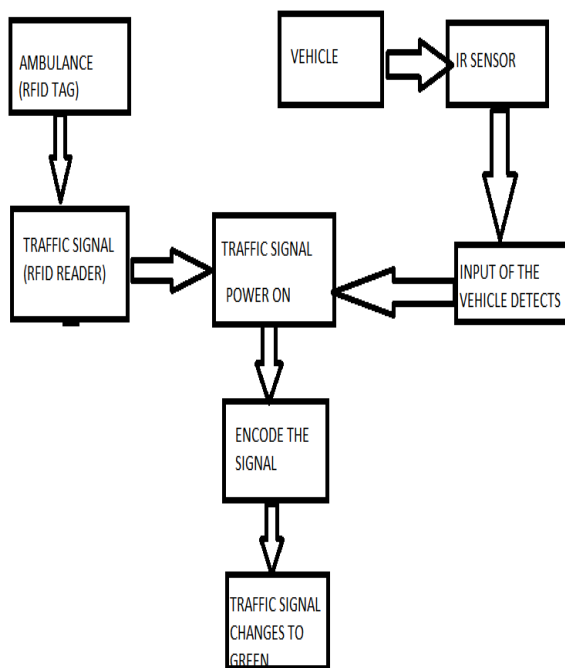 AMBULANCE
(RFID TAG)
VEHICLE
IR SENSOR
TRAFFIC SIGNAL
(RFID READER)
TRAFFIC SIGNAL
POWER ON
INPUT OF THE
VEHICLE DETECTS
ENCODE THE
SIGNAL
TRAFFIC SIGNAL
CHANGES TO
GREEN